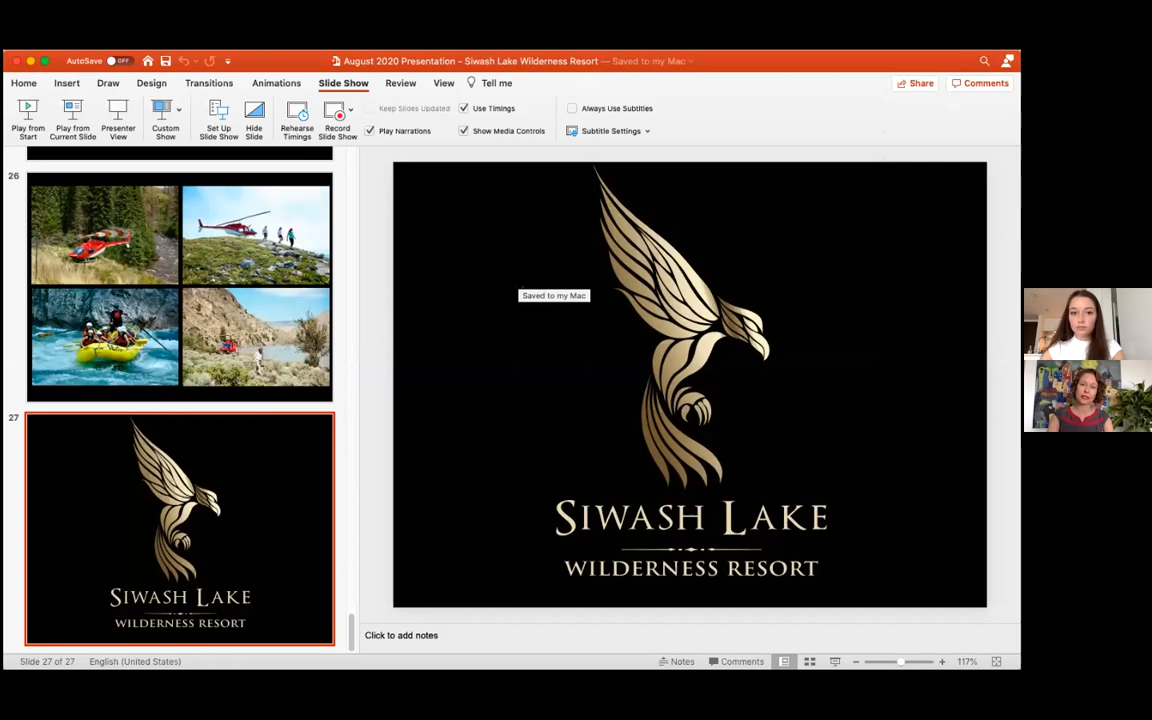 AutoSave OFF
August 2020 Presentation - Siwash Lake Wilderness Resort — Saved to my Mac
Home Insert Draw Design Transitions Animations Slide Show Review View Tell me
Share Comments
Play from Start
Play from Current Slide
Presenter View
Custom Show
Set Up Slide Show
Hide Slide
Rehearse Timings
Record Slide Show
Keep Slides Updated
Use Timings
Always Use Subtitles
Play Narrations
Show Media Controls
Subtitle Settings
26
27
SIWASH LAKE
WILDERNESS RESORT
Saved to my Mac
SIWASH LAKE
WILDERNESS RESORT
Click to add notes
Slide 27 of 27 English (United States)
Notes Comments 117%